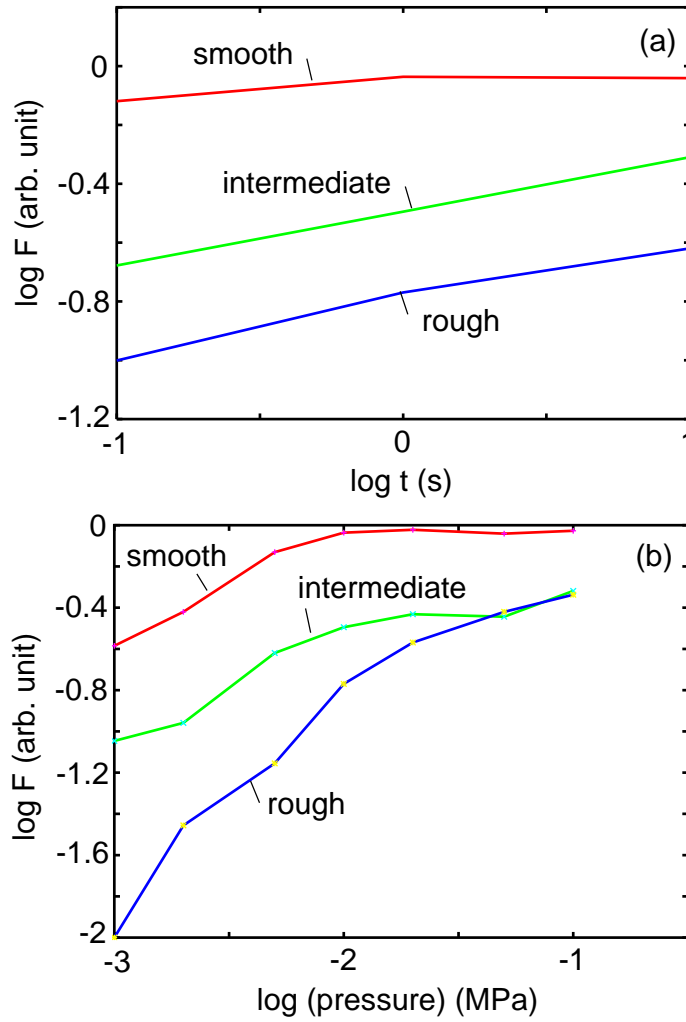 (a)
smooth
0
intermediate
-0.4
log F (arb. unit)
-0.8
rough
-1.2
-1
0
1
log t (s)
0
(b)
smooth
intermediate
-0.4
-0.8
log F (arb. unit)
-1.2
rough
-1.6
-2
-3
-2
-1
log (pressure) (MPa)